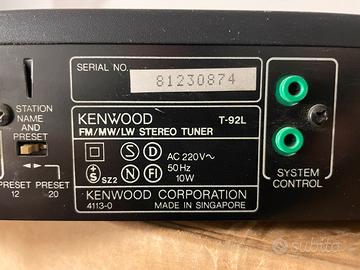 SERIAL NO.
81230874
STATION
NAME
AND
PRESET
PRESET PRESET
12 20
KENWOOD T-92L
FM/MW/LW STEREO TUNER
S D
N FI
S SZ2
AC 220V~
50Hz
10W
KENWOOD CORPORATION
4113-0 MADE IN SINGAPORE
SYSTEM
CONTROL
subito